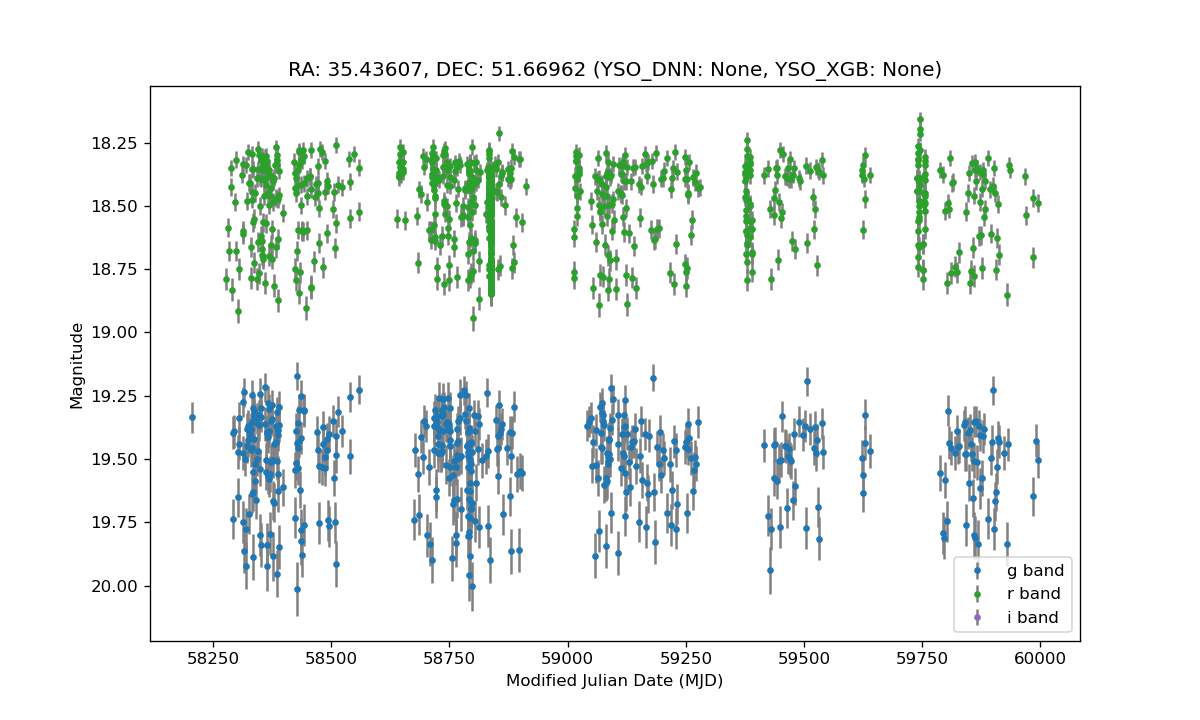 RA: 35.43607, DEC: 51.66962 (YSO_DNN: None, YSO_XGB: None)
Magnitude
18.25
18.50
18.75
19.00
19.25
19.50
19.75
20.00
g band
r band
i band
58250 58500 58750 59000 59250 59500 59750 60000
Modified Julian Date (MJD)